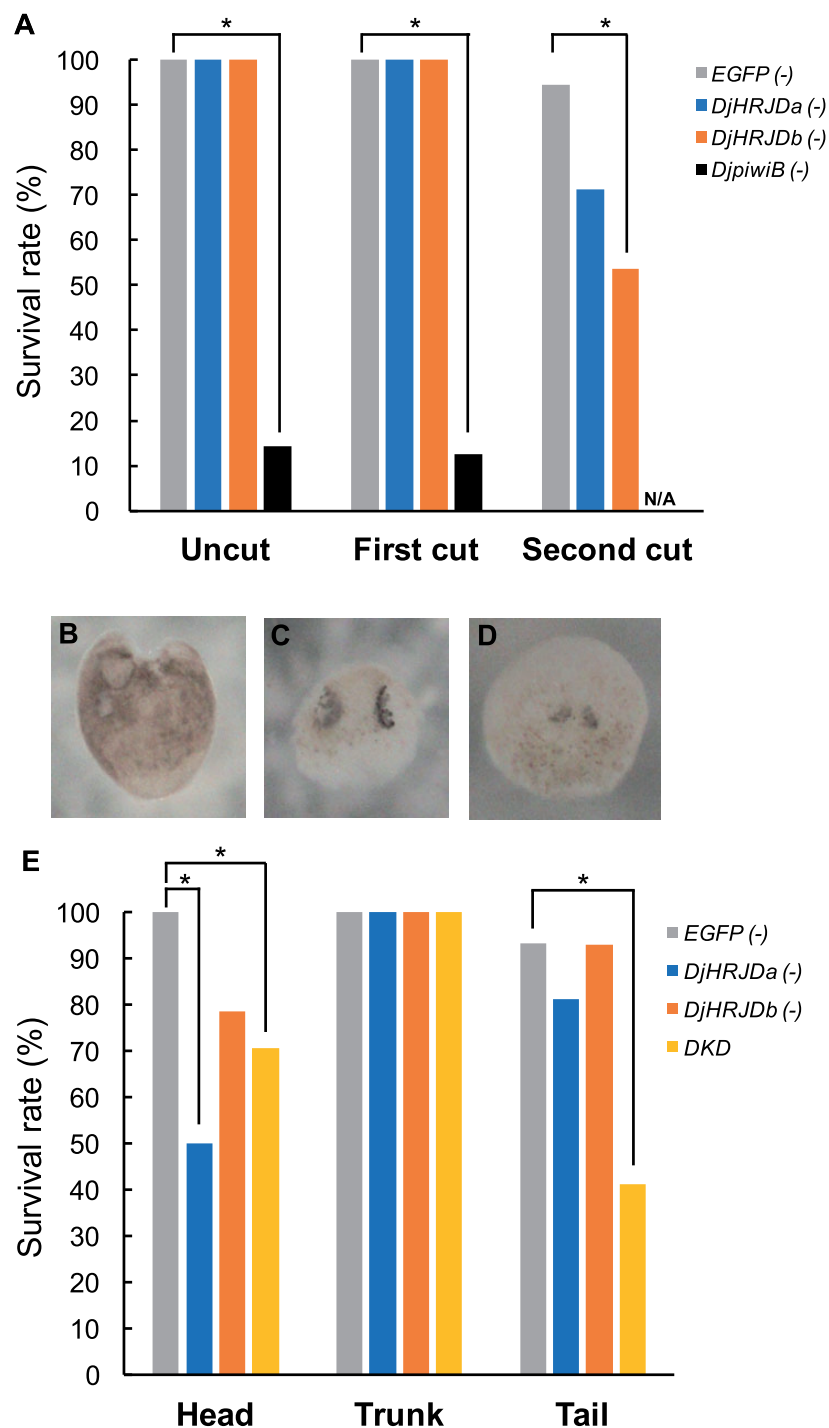 A
*
*
*
Survival rate (%)
100
90
80
70
60
50
40
30
20
10
0
EGFP (-)
DjHRJDa (-)
DjHRJDb (-)
DjpiwiB (-)
N/A
Uncut
First cut
Second cut
B
C
D
E
*
*
*
Survival rate (%)
100
90
80
70
60
50
40
30
20
10
0
EGFP (-)
DjHRJDa (-)
DjHRJDb (-)
DKD
Head
Trunk
Tail